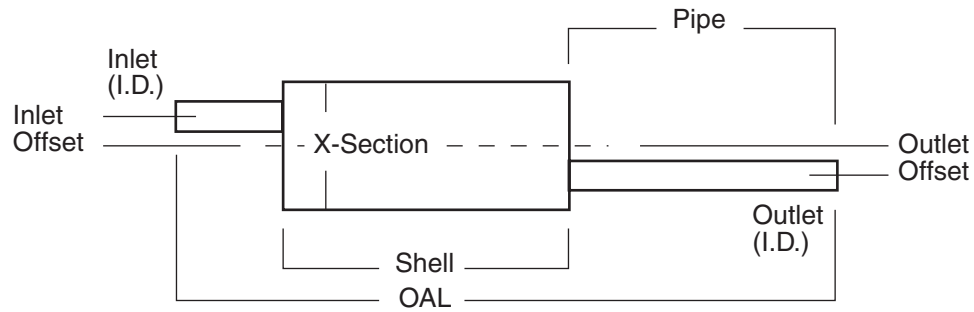 Pipe
Inlet
(I.D.)
Inlet
Offset
X-Section
Outlet
Offset
Outlet
(I.D.)
Shell
OAL